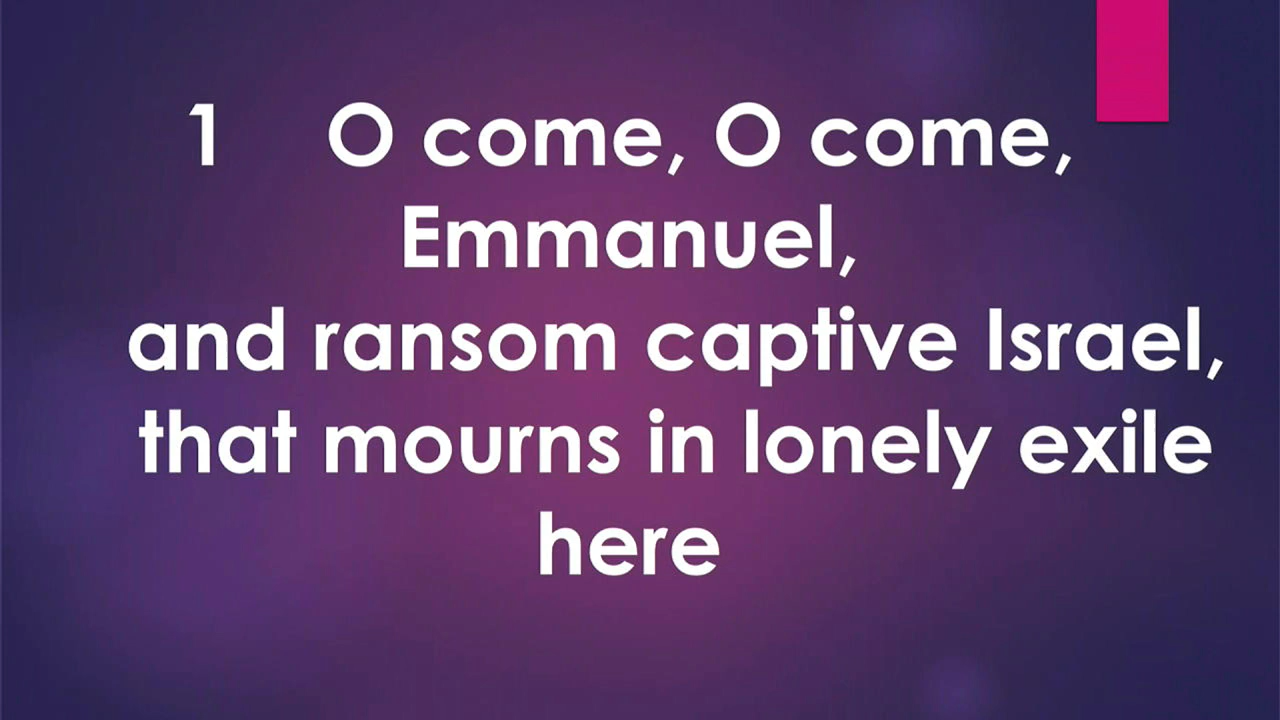 1 O come, O come,
Emmanuel,
and ransom captive Israel,
that mourns in lonely exile
here